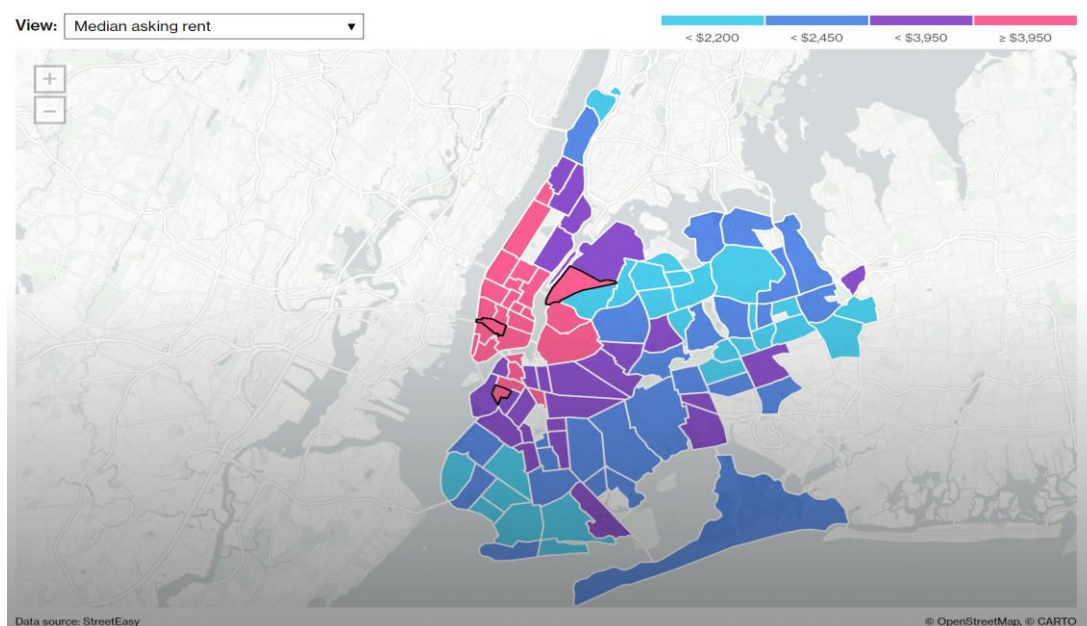 View: Median asking rent ▼
< $2,200 < $2,450 < $3,950 ≥ $3,950
+
−
Data source: StreetEasy © OpenStreetMap, © CARTO